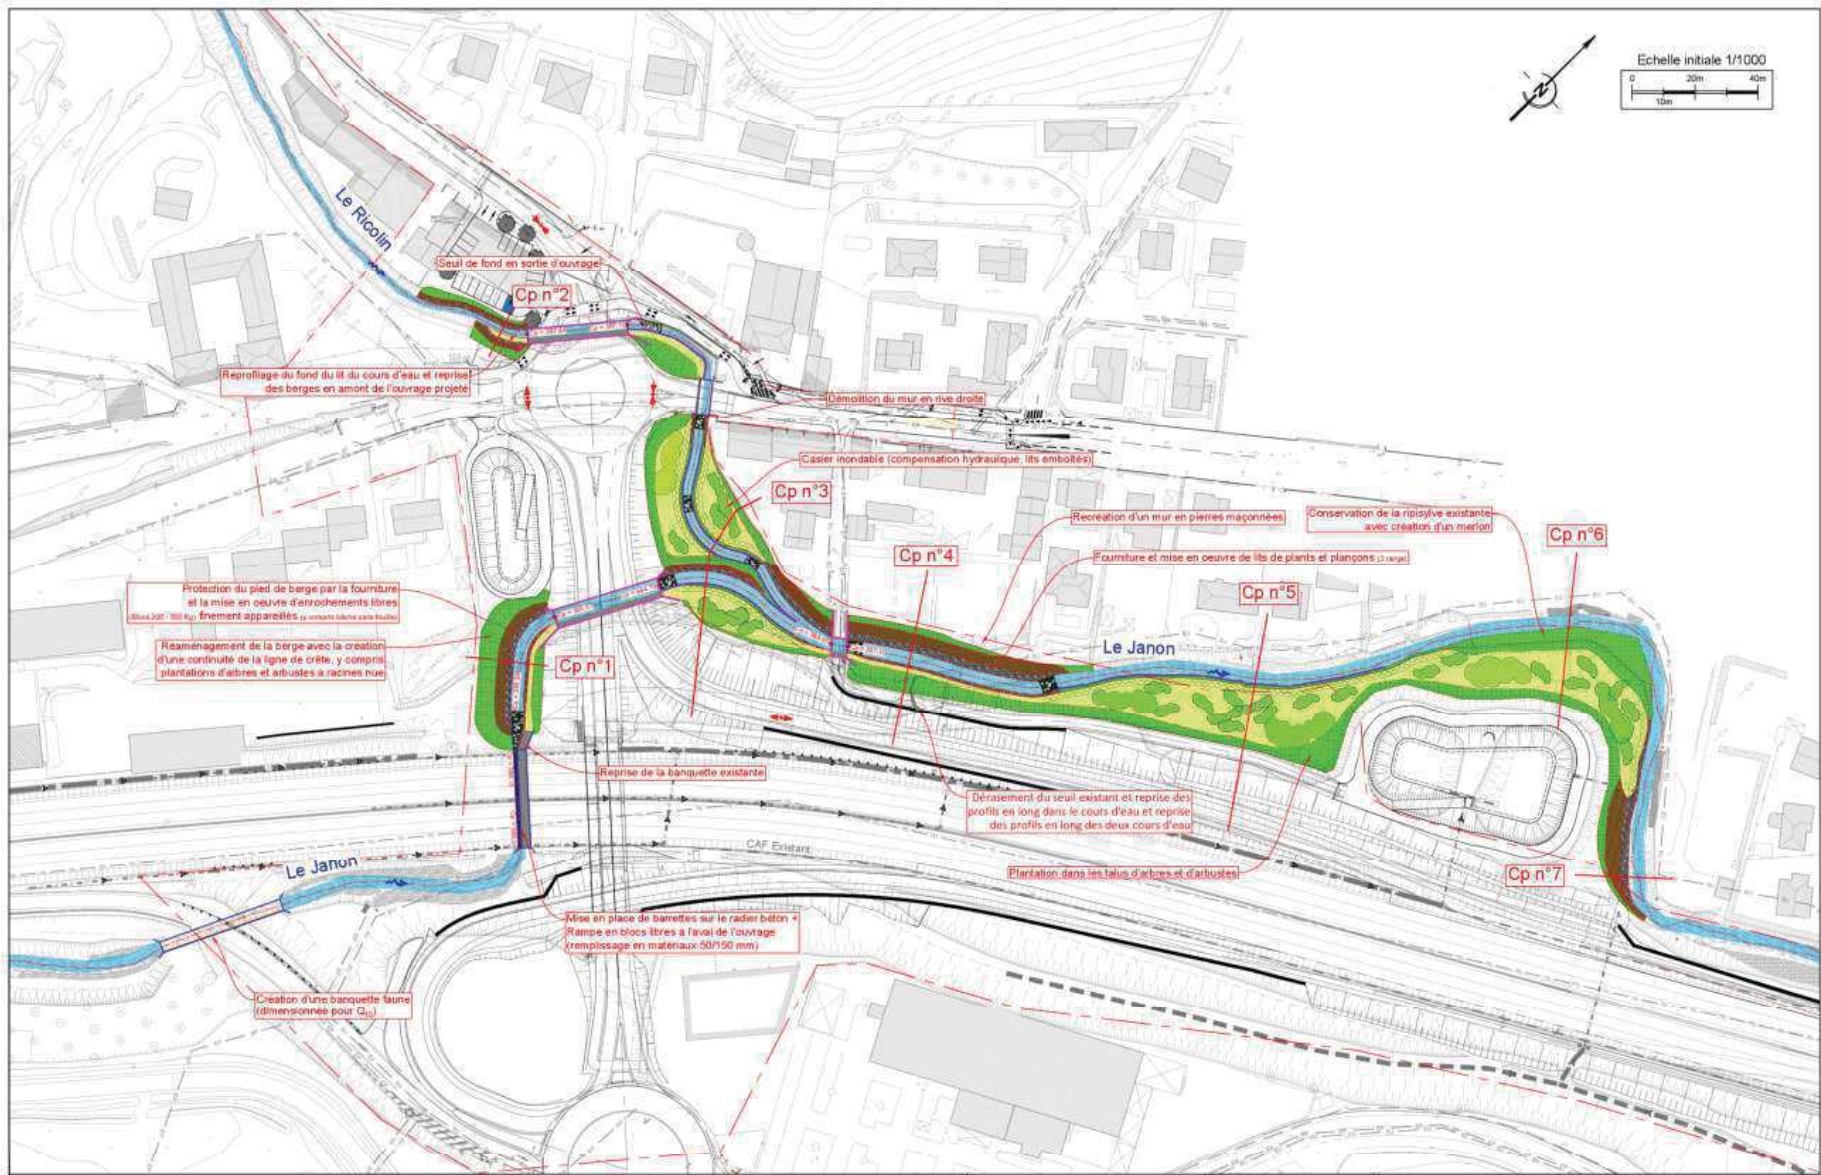 Echelle initiale 1/1000
0 20m 40m
10m
N
Le Ricolin
Seuil de fond en sortie d'ouvrage
Cp n°2
Reprofilage du fond du lit du cours d'eau et reprise
des berges en amont de l'ouvrage projeté
Démolition du mur en rive droite
Casier inondable (compensation hydraulique, lits emboîtés)
Cp n°3
Recréation d'un mur en pierres maçonnées
Conservation de la ripisylve existante
avec création d'un merlon
Cp n°6
Cp n°4
Fourniture et mise en oeuvre de lits de plants et plançons (3 rangs)
Protection du pied de berge par la fourniture
et la mise en oeuvre d'enrochements libres
finement appareillés
Cp n°5
Réaménagement de la berge avec la création
d'une continuité de la ligne de crête, y compris
plantations d'arbres et arbustes à racines nue
Cp n°1
Le Janon
Reprise de la banquette existante
Dérasement du seuil existant et reprise des
profils en long dans le cours d'eau et reprise
des profils en long des deux cours d'eau
CAF Existant
Le Janon
Plantation dans les talus d'arbres et d'arbustes
Cp n°7
Mise en place de barrettes sur le radier béton +
Rampe en blocs libres à l'aval de l'ouvrage
(remplissage en matériaux 50/150 mm)
Création d'une banquette faune
(dimensionnée pour Q10)